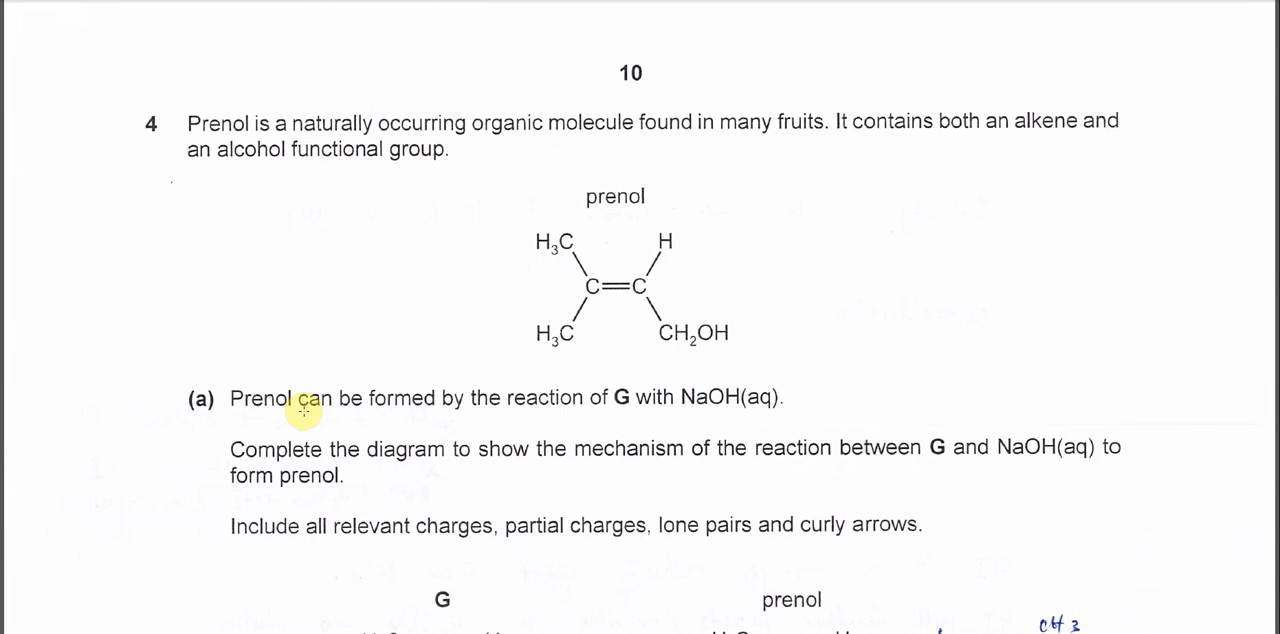 10
4 Prenol is a naturally occurring organic molecule found in many fruits. It contains both an alkene and
an alcohol functional group.
prenol
H₃C H
C=C
H₃C CH₂OH
(a) Prenol can be formed by the reaction of G with NaOH(aq).
Complete the diagram to show the mechanism of the reaction between G and NaOH(aq) to
form prenol.
Include all relevant charges, partial charges, lone pairs and curly arrows.
G prenol
CH3